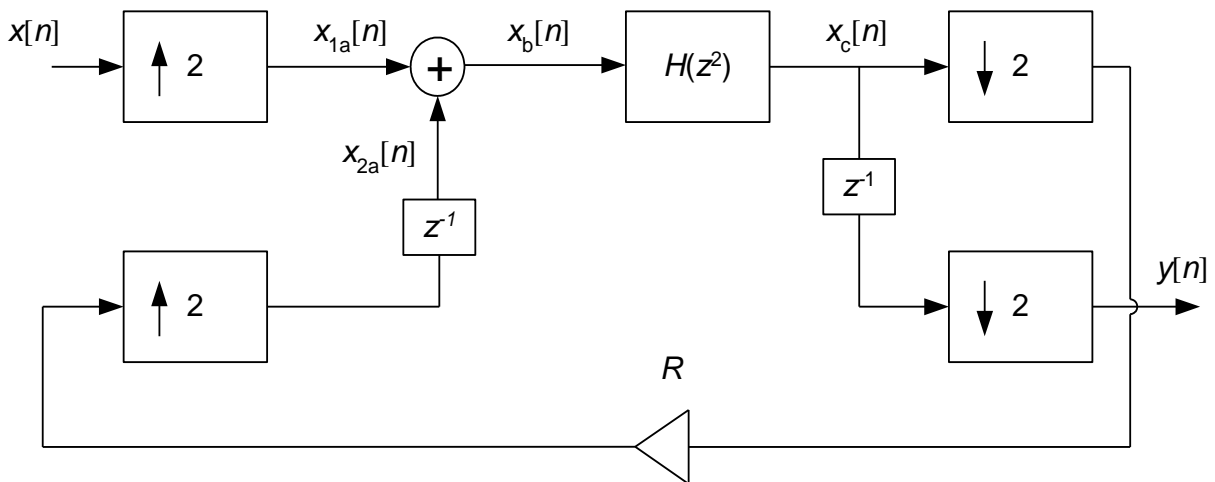 x[n]
↑ 2
x1a[n]
+
xb[n]
H(z²)
xc[n]
↓ 2
x2a[n]
z⁻¹
z⁻¹
↑ 2
↓ 2
y[n]
R